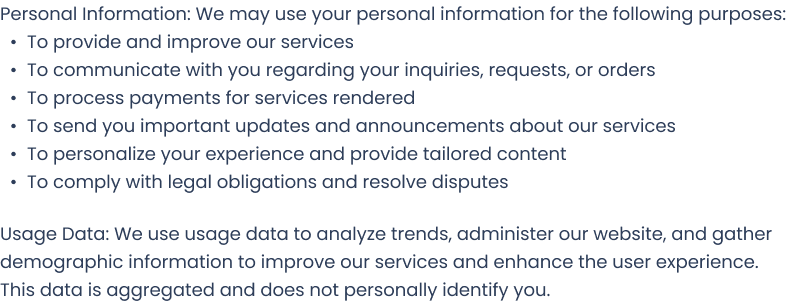 Personal Information: We may use your personal information for the following purposes:
• To provide and improve our services
• To communicate with you regarding your inquiries, requests, or orders
• To process payments for services rendered
• To send you important updates and announcements about our services
• To personalize your experience and provide tailored content
• To comply with legal obligations and resolve disputes
Usage Data: We use usage data to analyze trends, administer our website, and gather
demographic information to improve our services and enhance the user experience.
This data is aggregated and does not personally identify you.